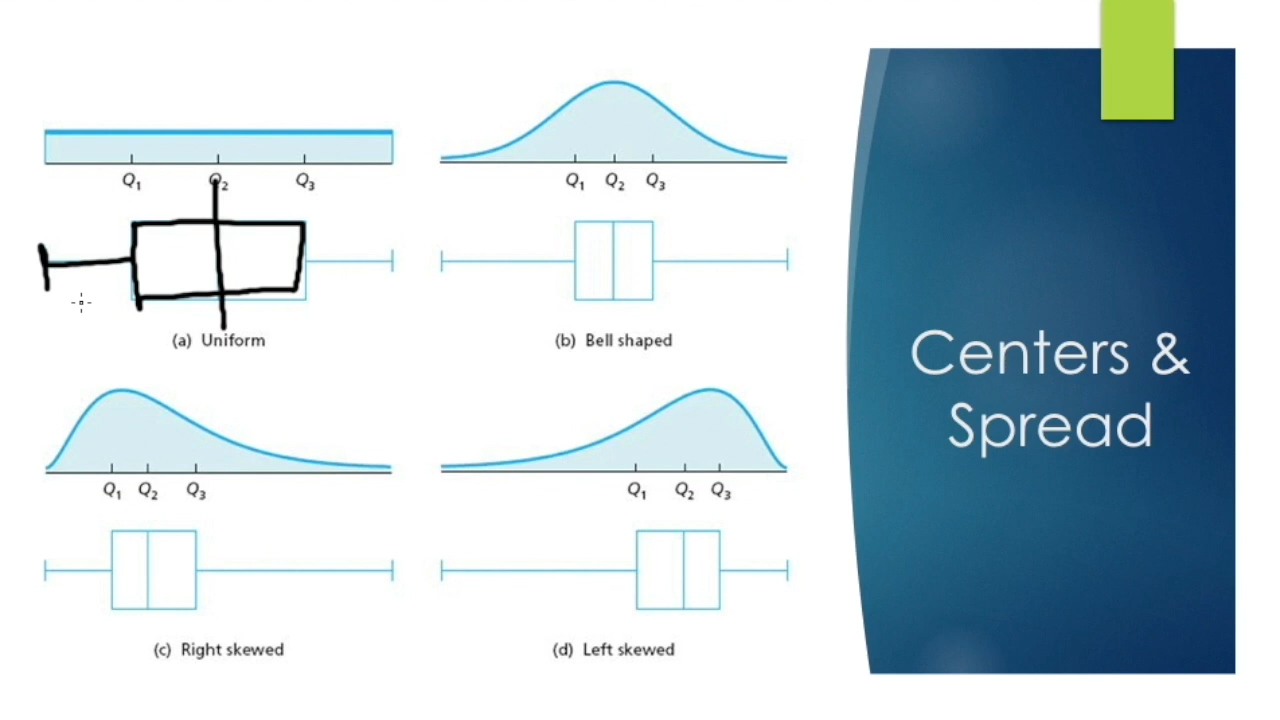 Q₁ Q₂ Q₃
Q₁ Q₂ Q₃
(a) Uniform
(b) Bell shaped
Q₁ Q₂ Q₃
Q₁ Q₂ Q₃
(c) Right skewed
(d) Left skewed
Centers &
Spread